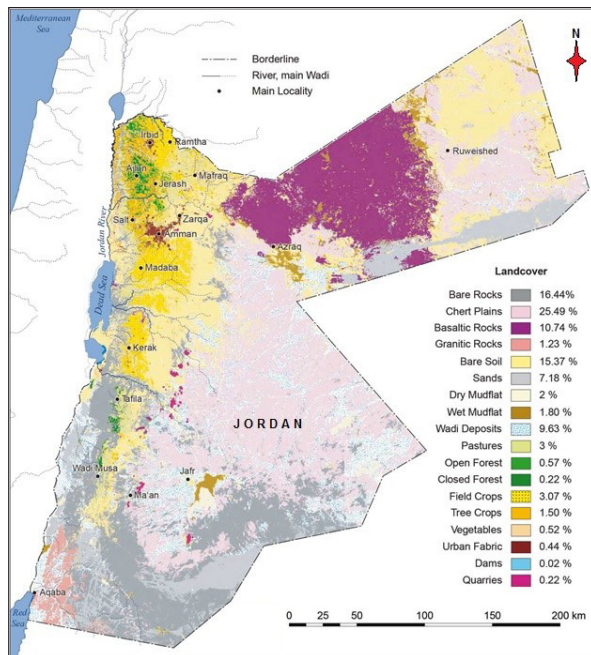 Mediterranean
Sea
N
Borderline
River, main Wadi
Main Locality
Irbid
Ramtha
Ruweished
Ajlun
Mafraq
Jerash
Salt
Zarqa
Amman
Azraq
Jordan River
Madaba
Dead Sea
Kerak
Tafila
JORDAN
Wadi Musa
Jafr
Ma'an
Aqaba
Red
Sea
Landcover
Bare Rocks 16.44%
Chert Plains 25.49 %
Basaltic Rocks 10.74 %
Granitic Rocks 1.23 %
Bare Soil 15.37 %
Sands 7.18 %
Dry Mudflat 2 %
Wet Mudflat 1.80 %
Wadi Deposits 9.63 %
Pastures 3 %
Open Forest 0.57 %
Closed Forest 0.22 %
Field Crops 3.07 %
Tree Crops 1.50 %
Vegetables 0.52 %
Urban Fabric 0.44 %
Dams 0.02 %
Quarries 0.22 %
0 50 100 200 km